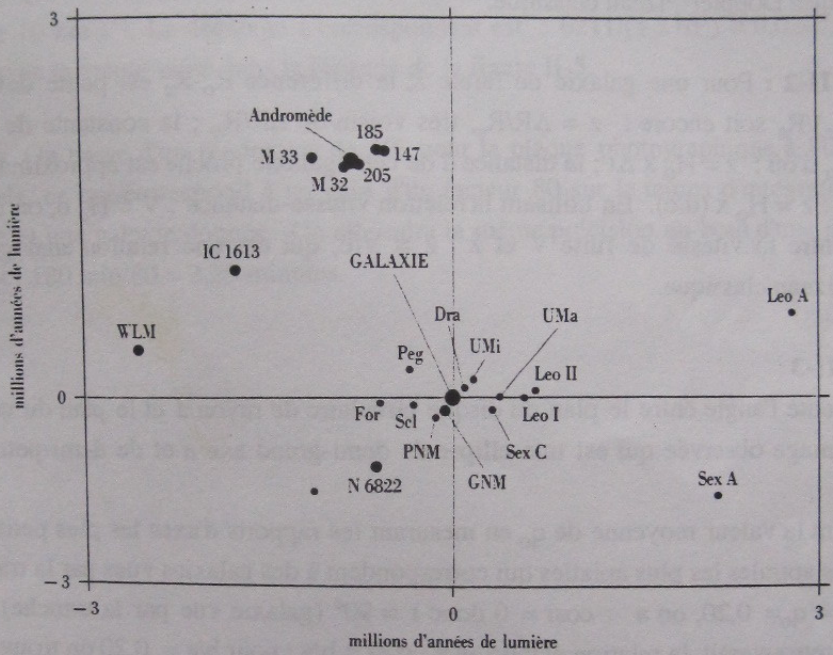 3
Andromède
185
M 33
147
M 32
205
IC 1613
GALAXIE
Leo A
Dra
UMa
WLM
UMi
Peg
Leo II
millions d'années de lumière
0
For
Scl
Leo I
PNM
Sex C
GNM
N 6822
Sex A
−3
−3
0
3
millions d'années de lumière